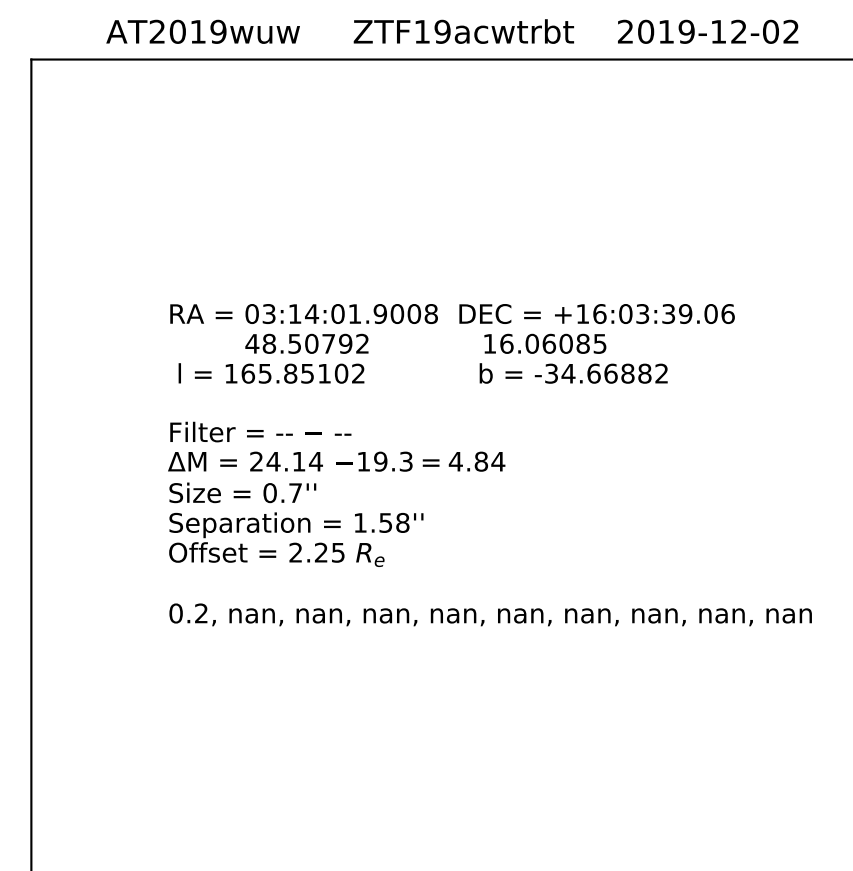 AT2019wuw ZTF19acwtrbt 2019-12-02
RA = 03:14:01.9008 DEC = +16:03:39.06
48.50792 16.06085
l = 165.85102 b = -34.66882
Filter = -- − --
ΔM = 24.14 −19.3 = 4.84
Size = 0.7''
Separation = 1.58''
Offset = 2.25 Rₑ
0.2, nan, nan, nan, nan, nan, nan, nan, nan, nan